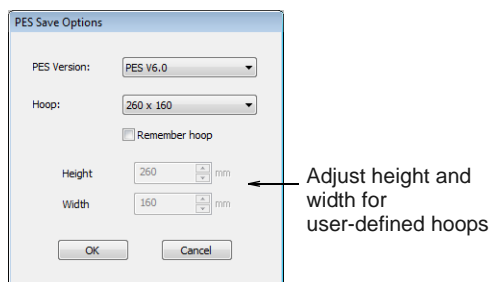 PES Save Options
PES Version: PES V6.0
Hoop: 260 x 160
Remember hoop
Height 260 mm
Width 160 mm
OK Cancel
Adjust height and
width for
user-defined hoops